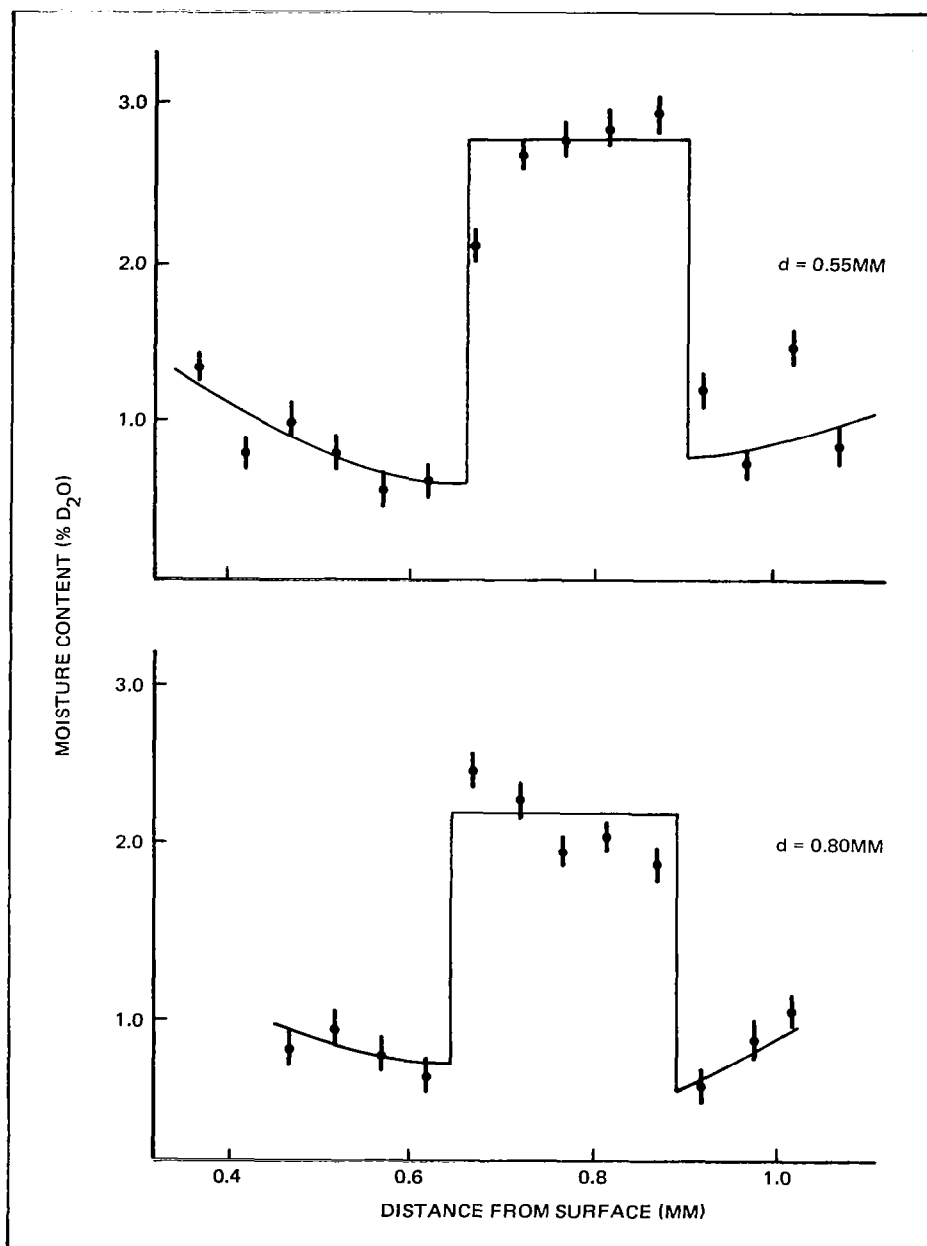 3.0
2.0
1.0
d = 0.55MM
MOISTURE CONTENT (% D₂O)
3.0
2.0
1.0
d = 0.80MM
0.4 0.6 0.8 1.0
DISTANCE FROM SURFACE (MM)